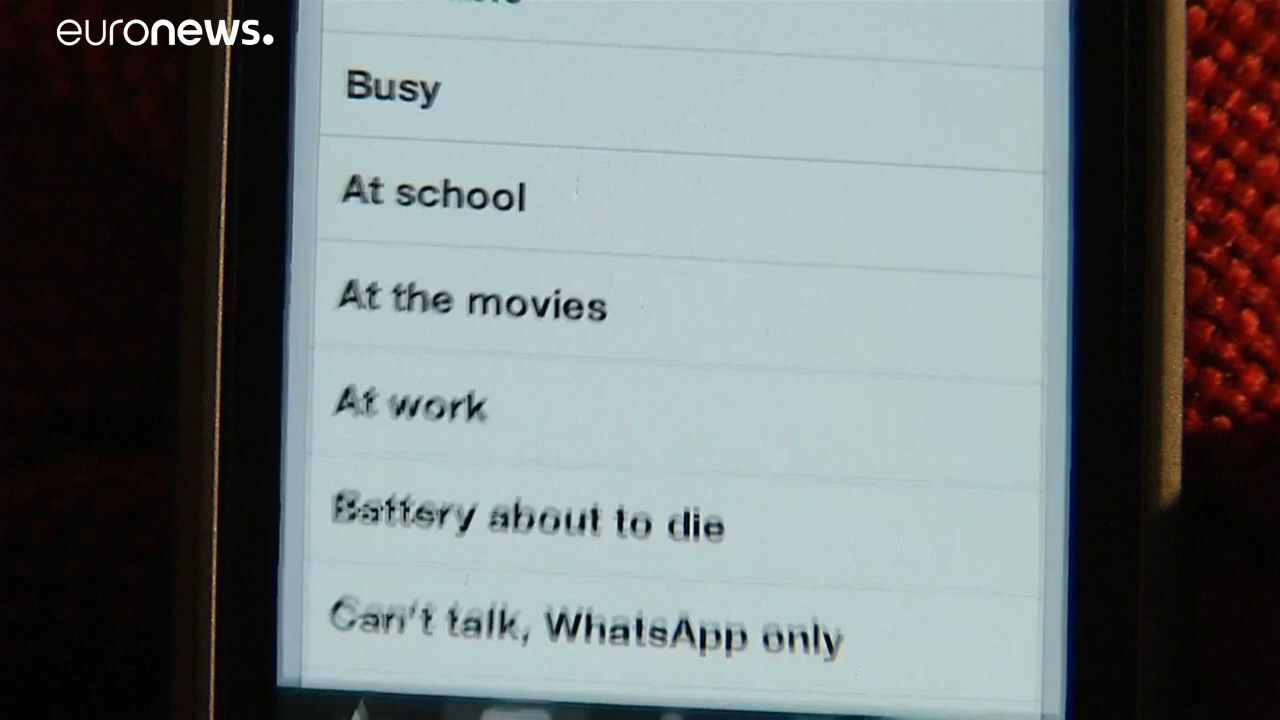 euronews.
Busy
At school
At the movies
At work
Battery about to die
Can't talk, WhatsApp only